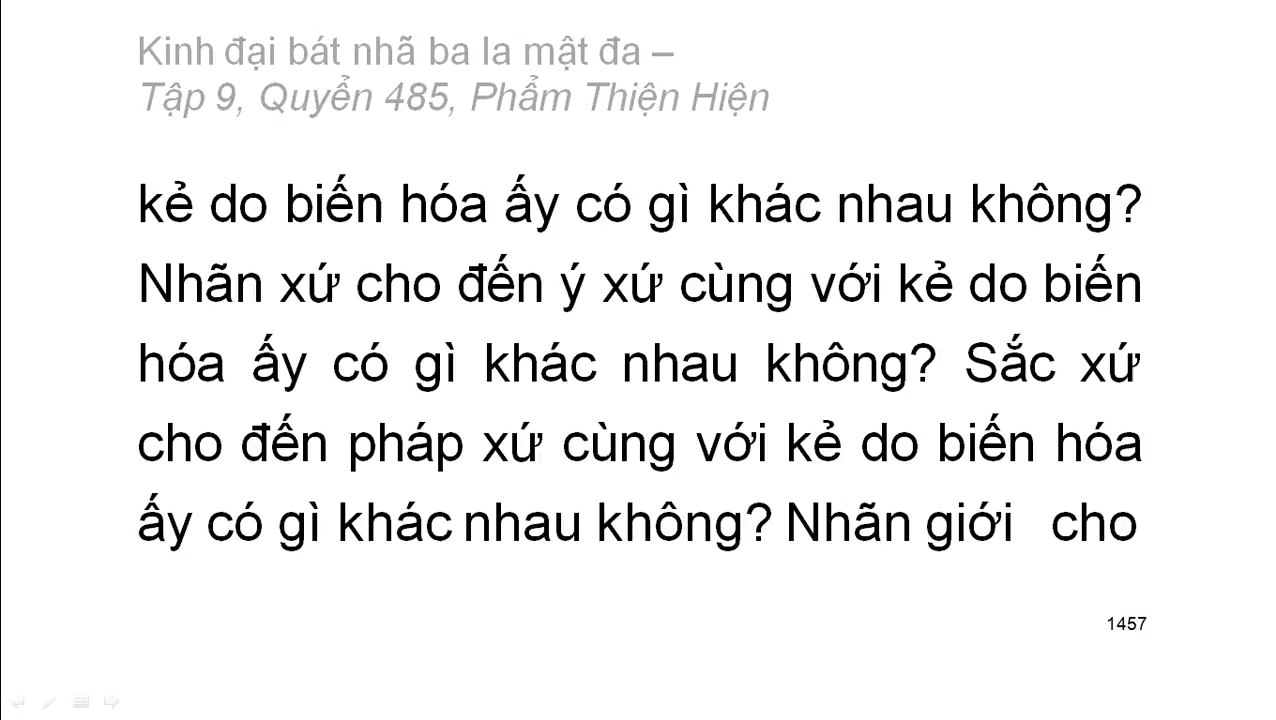 Kinh đại bát nhã ba la mật đa –
Tập 9, Quyển 485, Phẩm Thiện Hiện
kẻ do biến hóa ấy có gì khác nhau không?
Nhãn xứ cho đến ý xứ cùng với kẻ do biến
hóa ấy có gì khác nhau không? Sắc xứ
cho đến pháp xứ cùng với kẻ do biến hóa
ấy có gì khác nhau không? Nhãn giới cho
1457